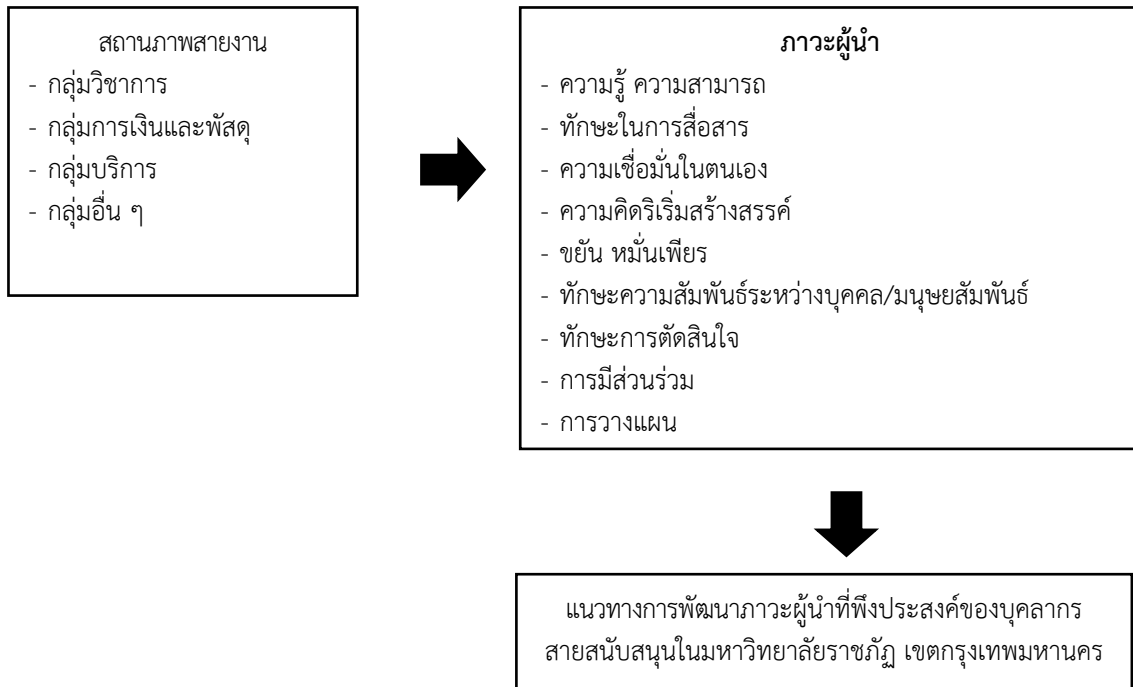 สถานภาพสายงาน
- กลุ่มวิชาการ
- กลุ่มการเงินและพัสดุ
- กลุ่มบริการ
- กลุ่มอื่น ๆ
ภาวะผู้นำ
- ความรู้ ความสามารถ
- ทักษะในการสื่อสาร
- ความเชื่อมั่นในตนเอง
- ความคิดริเริ่มสร้างสรรค์
- ขยัน หมั่นเพียร
- ทักษะความสัมพันธ์ระหว่างบุคคล/มนุษยสัมพันธ์
- ทักษะการตัดสินใจ
- การมีส่วนร่วม
- การวางแผน
แนวทางการพัฒนาภาวะผู้นำที่พึงประสงค์ของบุคลากร
สายสนับสนุนในมหาวิทยาลัยราชภัฏ เขตกรุงเทพมหานคร